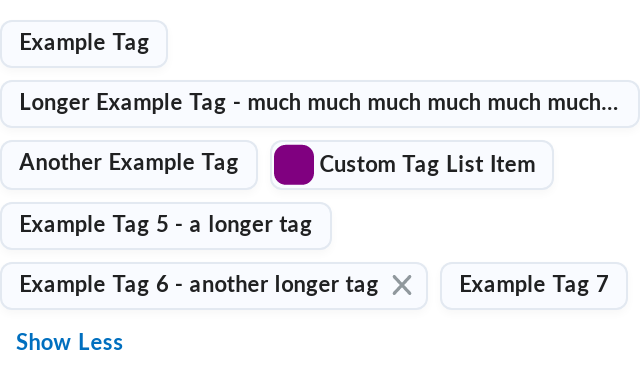 Example Tag
Longer Example Tag - much much much much much much...
Another Example Tag
Custom Tag List Item
Example Tag 5 - a longer tag
Example Tag 6 - another longer tag
Example Tag 7
Show Less